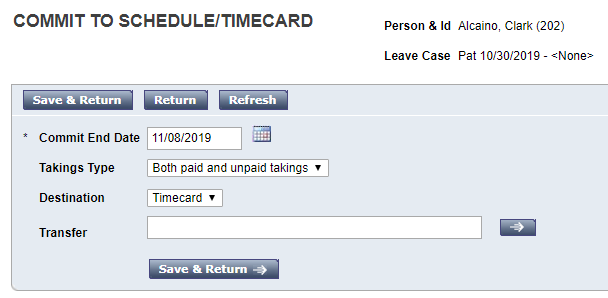 COMMIT TO SCHEDULE/TIMECARD
Person & Id Alcaino, Clark (202)
Leave Case Pat 10/30/2019 - <None>
Save & Return Return Refresh
* Commit End Date 11/08/2019
Takings Type Both paid and unpaid takings
Destination Timecard
Transfer
Save & Return